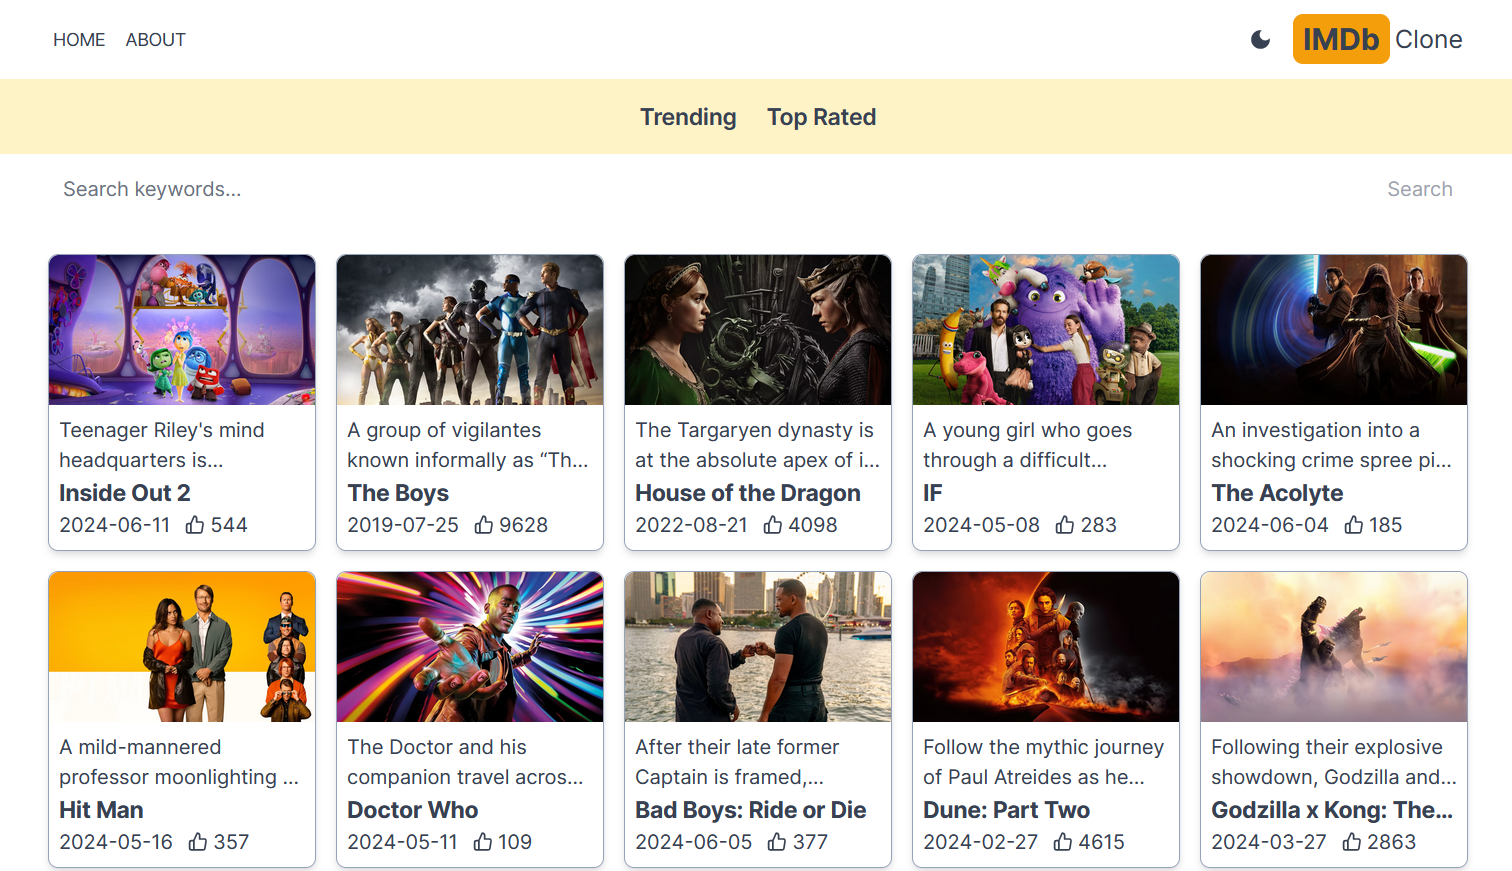 HOME ABOUT IMDb Clone
Trending Top Rated
Search keywords... Search
Teenager Riley's mind
headquarters is...
Inside Out 2
2024-06-11 544
A group of vigilantes
known informally as “Th...
The Boys
2019-07-25 9628
The Targaryen dynasty is
at the absolute apex of i...
House of the Dragon
2022-08-21 4098
A young girl who goes
through a difficult...
IF
2024-05-08 283
An investigation into a
shocking crime spree pi...
The Acolyte
2024-06-04 185
A mild-mannered
professor moonlighting ...
Hit Man
2024-05-16 357
The Doctor and his
companion travel acros...
Doctor Who
2024-05-11 109
After their late former
Captain is framed,...
Bad Boys: Ride or Die
2024-06-05 377
Follow the mythic journey
of Paul Atreides as he...
Dune: Part Two
2024-02-27 4615
Following their explosive
showdown, Godzilla and...
Godzilla x Kong: The...
2024-03-27 2863